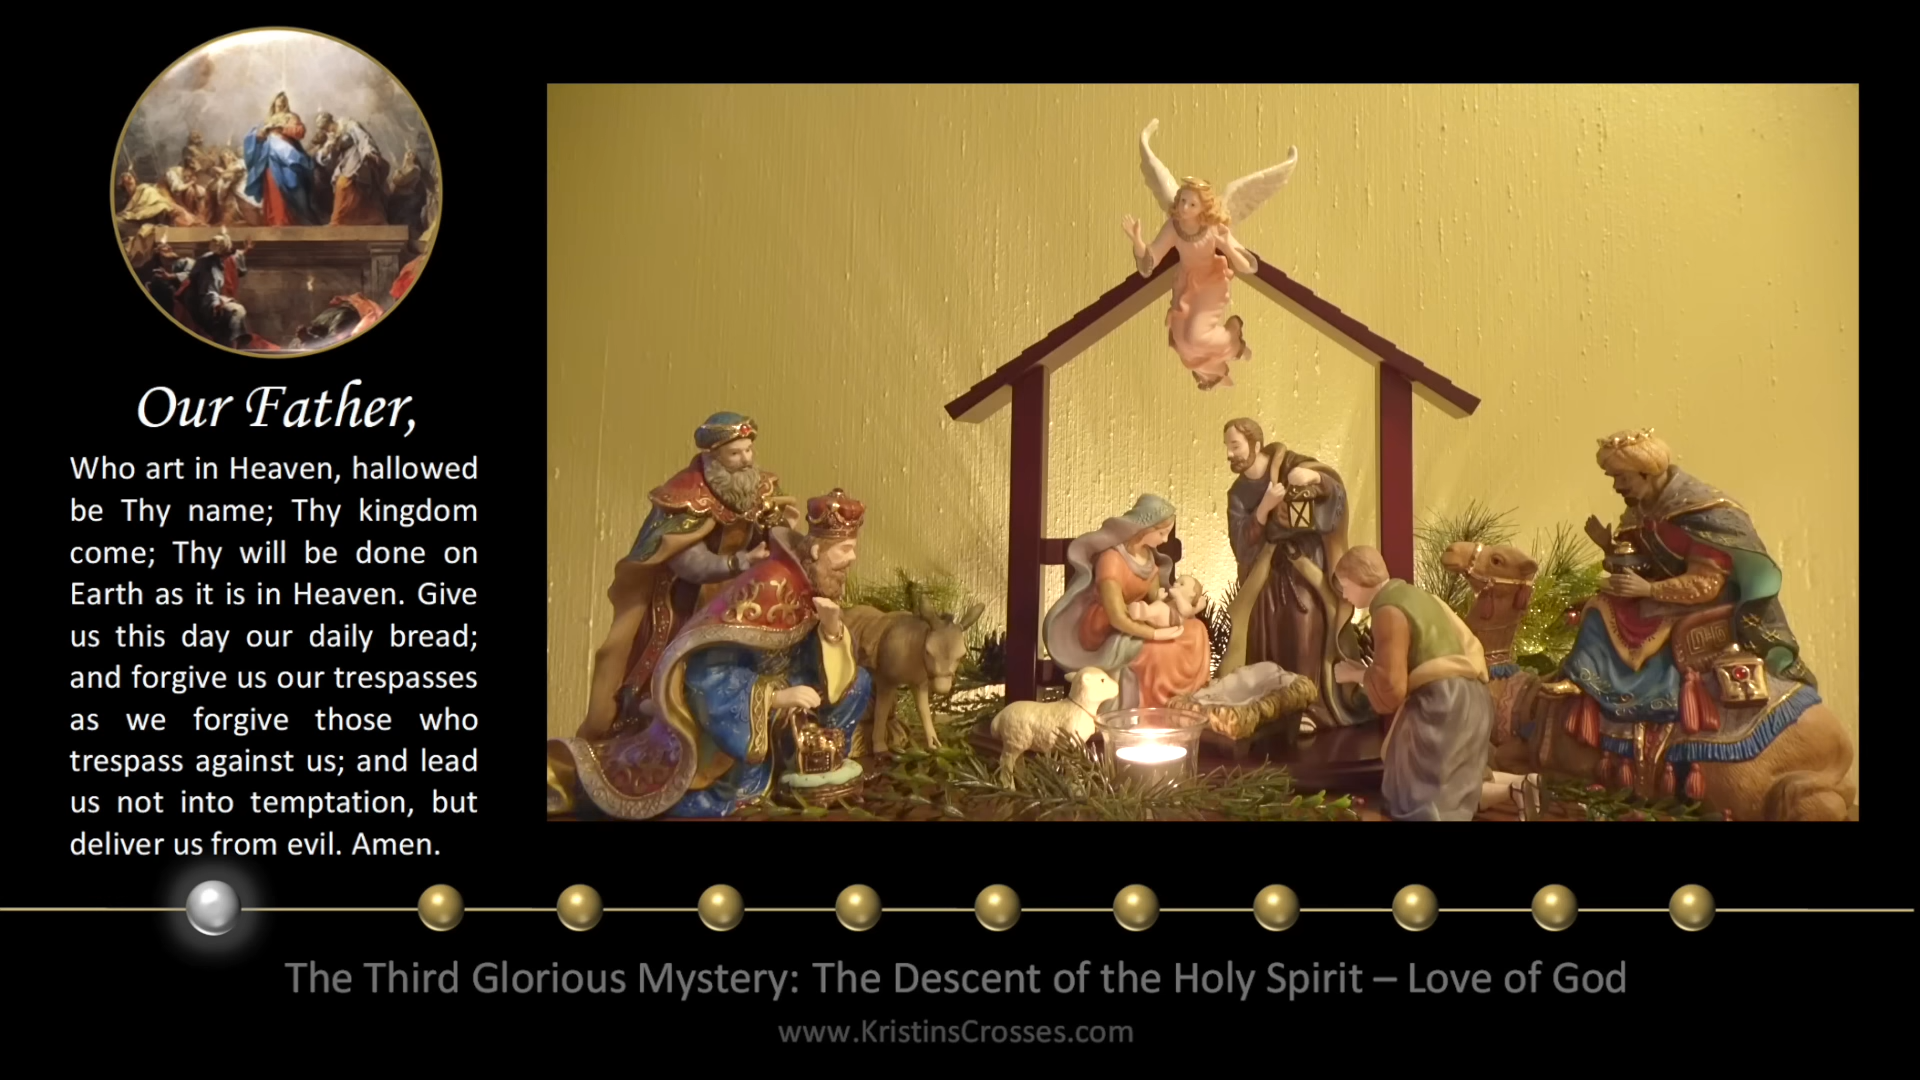 Our Father,
Who art in Heaven, hallowed
be Thy name; Thy kingdom
come; Thy will be done on
Earth as it is in Heaven. Give
us this day our daily bread;
and forgive us our trespasses
as we forgive those who
trespass against us; and lead
us not into temptation, but
deliver us from evil. Amen.
The Third Glorious Mystery: The Descent of the Holy Spirit – Love of God
www.KristinsCrosses.com